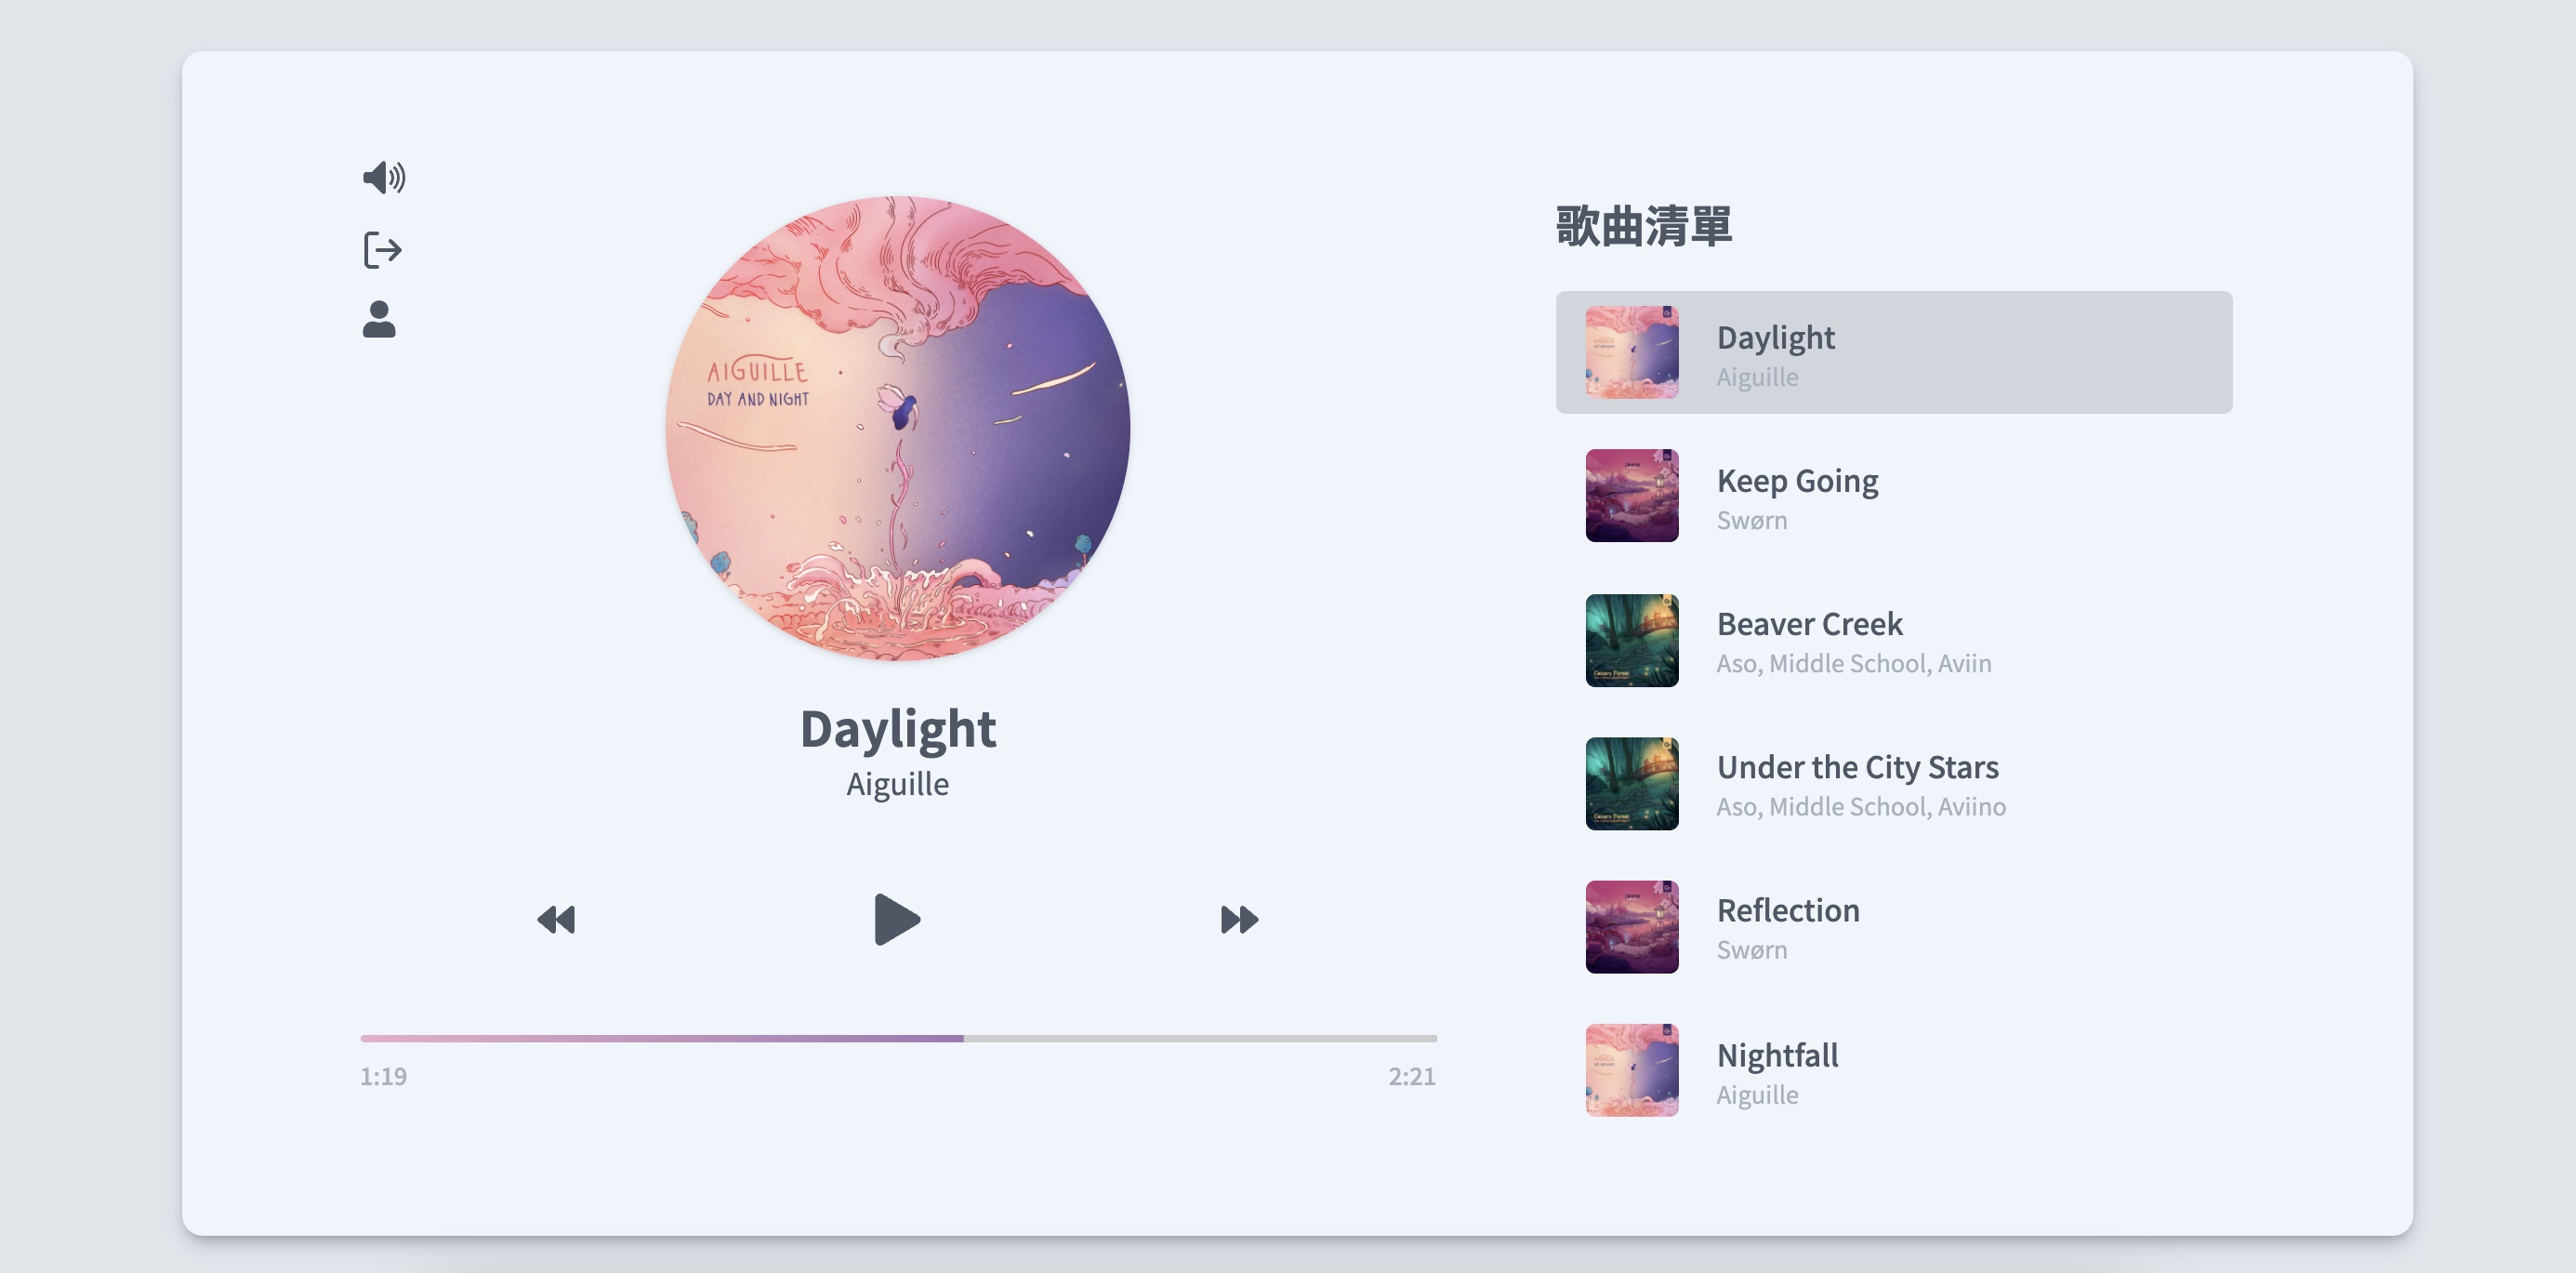 AIGUILLE
DAY AND NIGHT
Daylight
Aiguille
1:19
2:21
歌曲清單
Daylight
Aiguille
Keep Going
Swørn
Beaver Creek
Aso, Middle School, Aviin
Under the City Stars
Aso, Middle School, Aviino
Reflection
Swørn
Nightfall
Aiguille